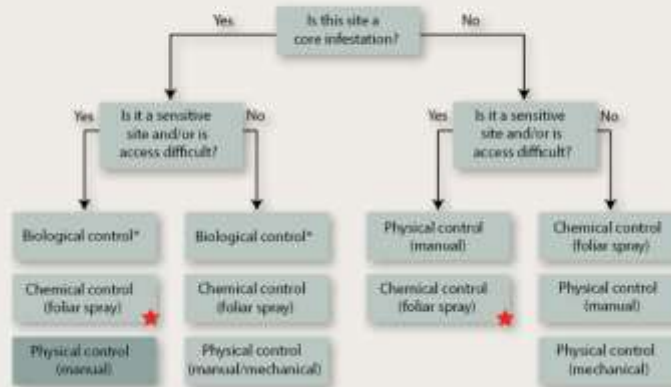 Is this site a
core infestation?
Yes
No
Is it a sensitive
site and/or is
access difficult?
Yes
No
Is it a sensitive
site and/or is
access difficult?
Yes
No
Biological control*
Chemical control
(foliar spray)
Physical control
(manual)
Biological control*
Chemical control
(foliar spray)
Physical control
(manual/mechanical)
Physical control
(manual)
Chemical control
(foliar spray)
Chemical control
(foliar spray)
Physical control
(manual)
Physical control
(mechanical)